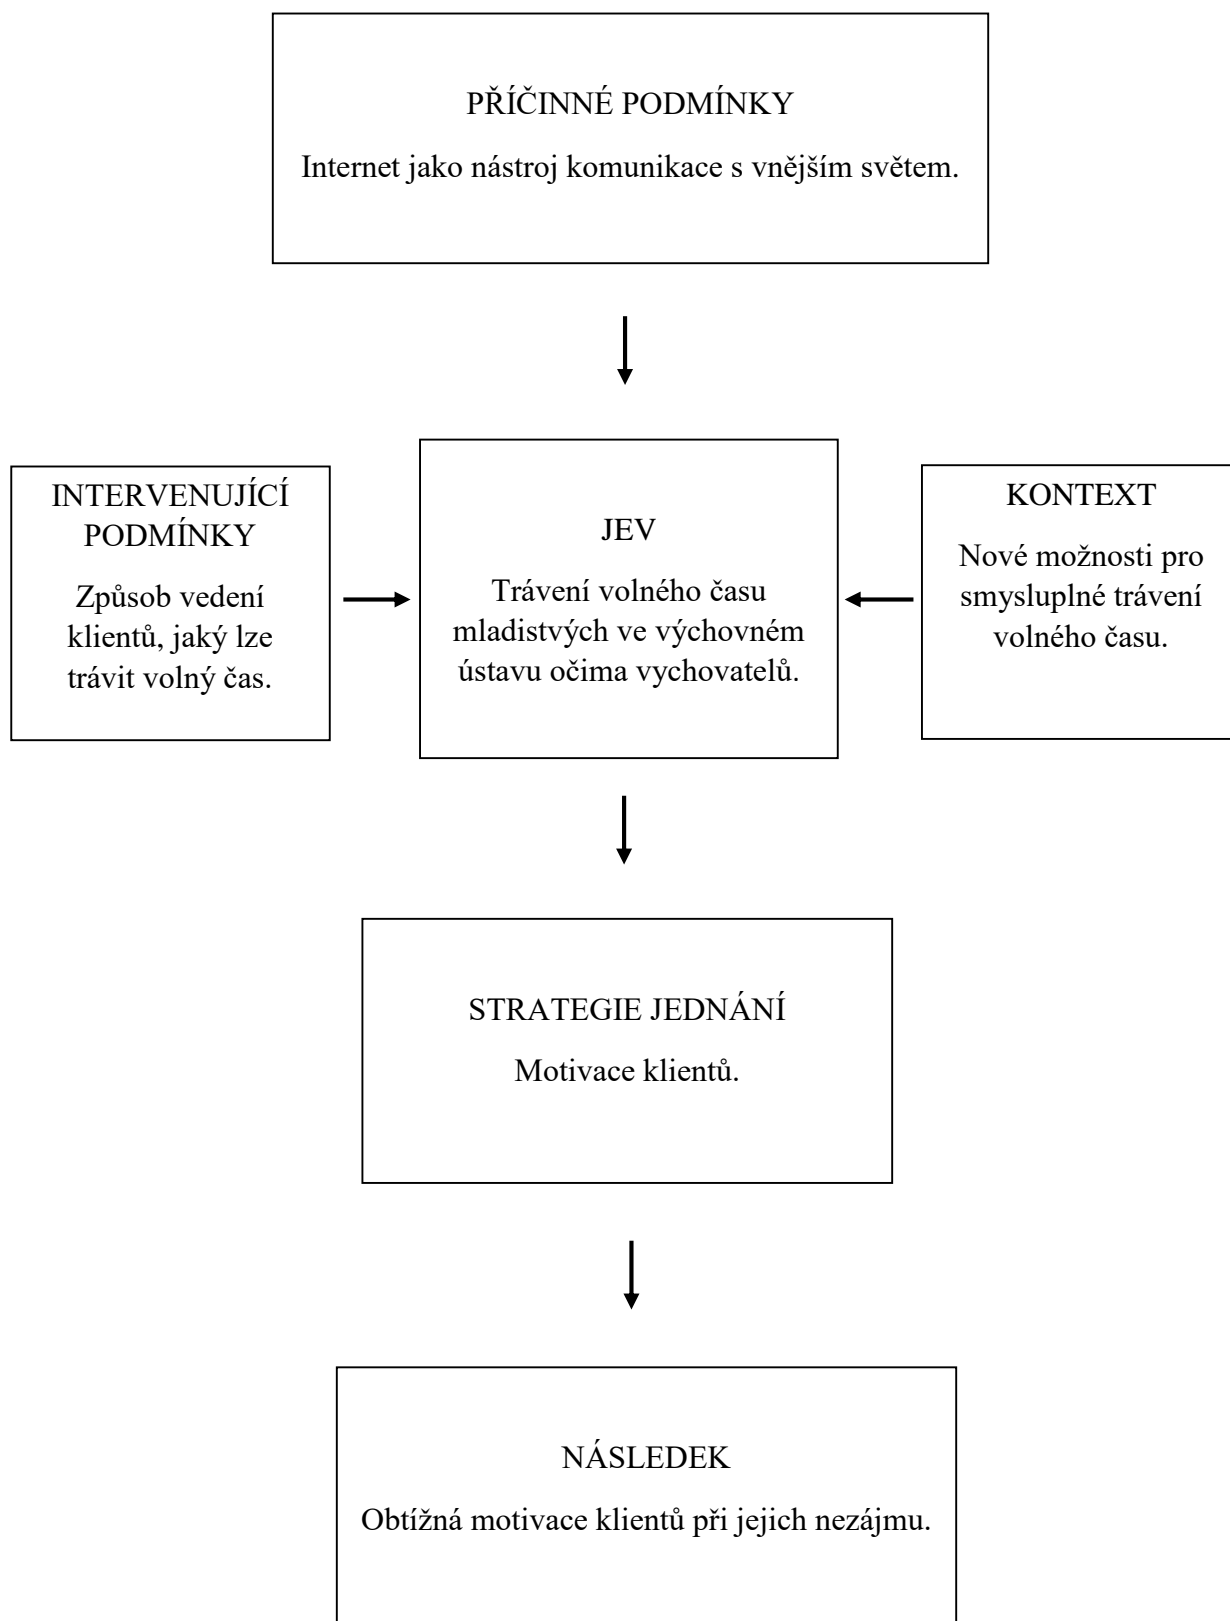 PŘÍČINNÉ PODMÍNKY
Internet jako nástroj komunikace s vnějším světem.
INTERVENUJÍCÍ
PODMÍNKY
Způsob vedení
klientů, jaký lze
trávit volný čas.
JEV
Trávení volného času
mladistvých ve výchovném
ústavu očima vychovatelů.
KONTEXT
Nové možnosti pro
smysluplné trávení
volného času.
STRATEGIE JEDNÁNÍ
Motivace klientů.
NÁSLEDEK
Obtížná motivace klientů při jejich nezájmu.